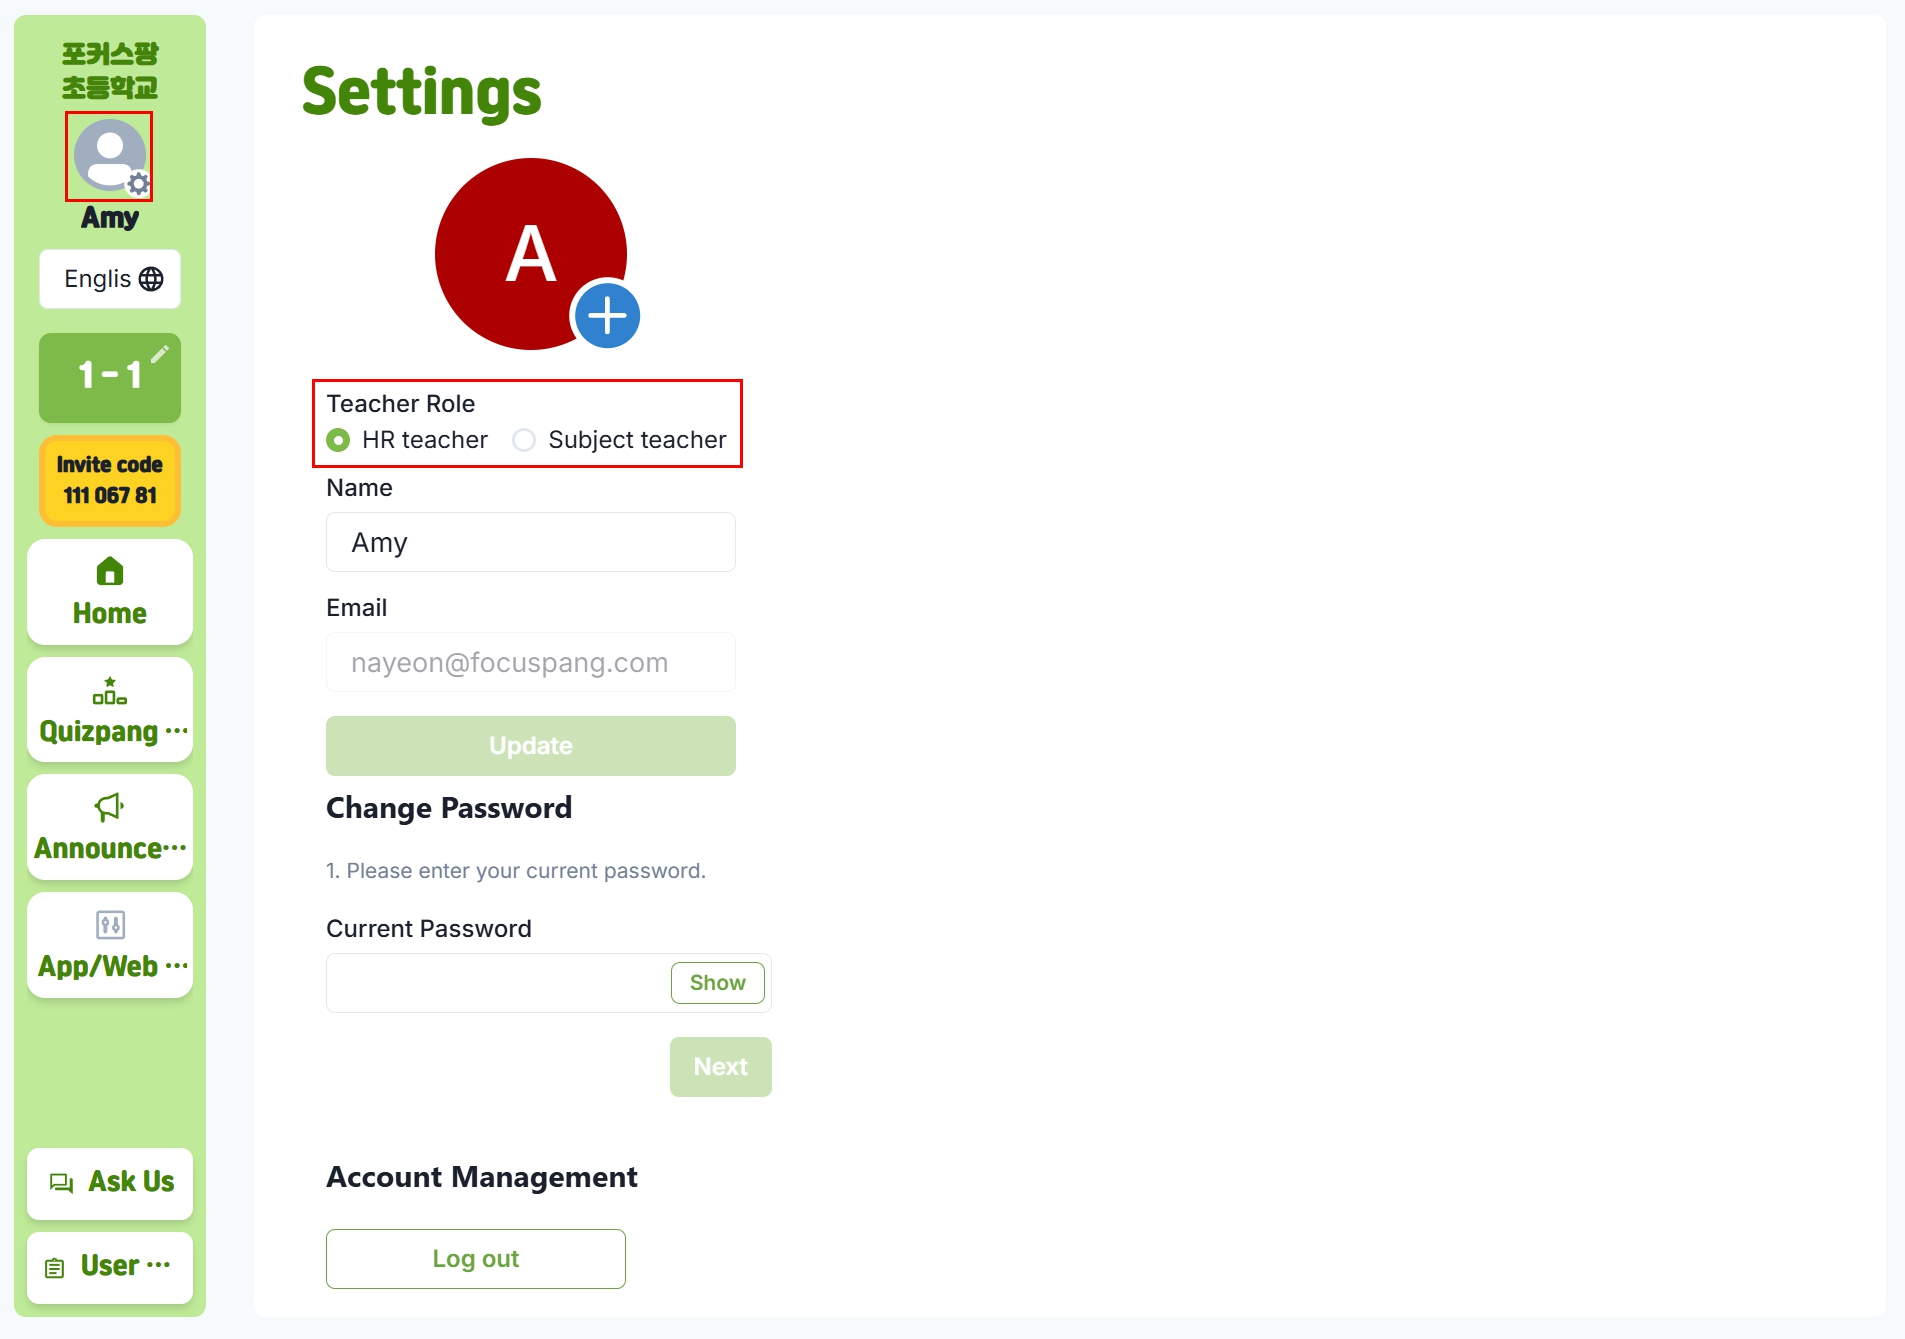 포커스팡
초등학교
Amy
Englis
1 - 1
Invite code
111 067 81
Home
Quizpang ···
Announce···
App/Web ···
Ask Us
User ···
Settings
A
Teacher Role
HR teacher
Subject teacher
Name
Amy
Email
nayeon@focuspang.com
Update
Change Password
1. Please enter your current password.
Current Password
Show
Next
Account Management
Log out